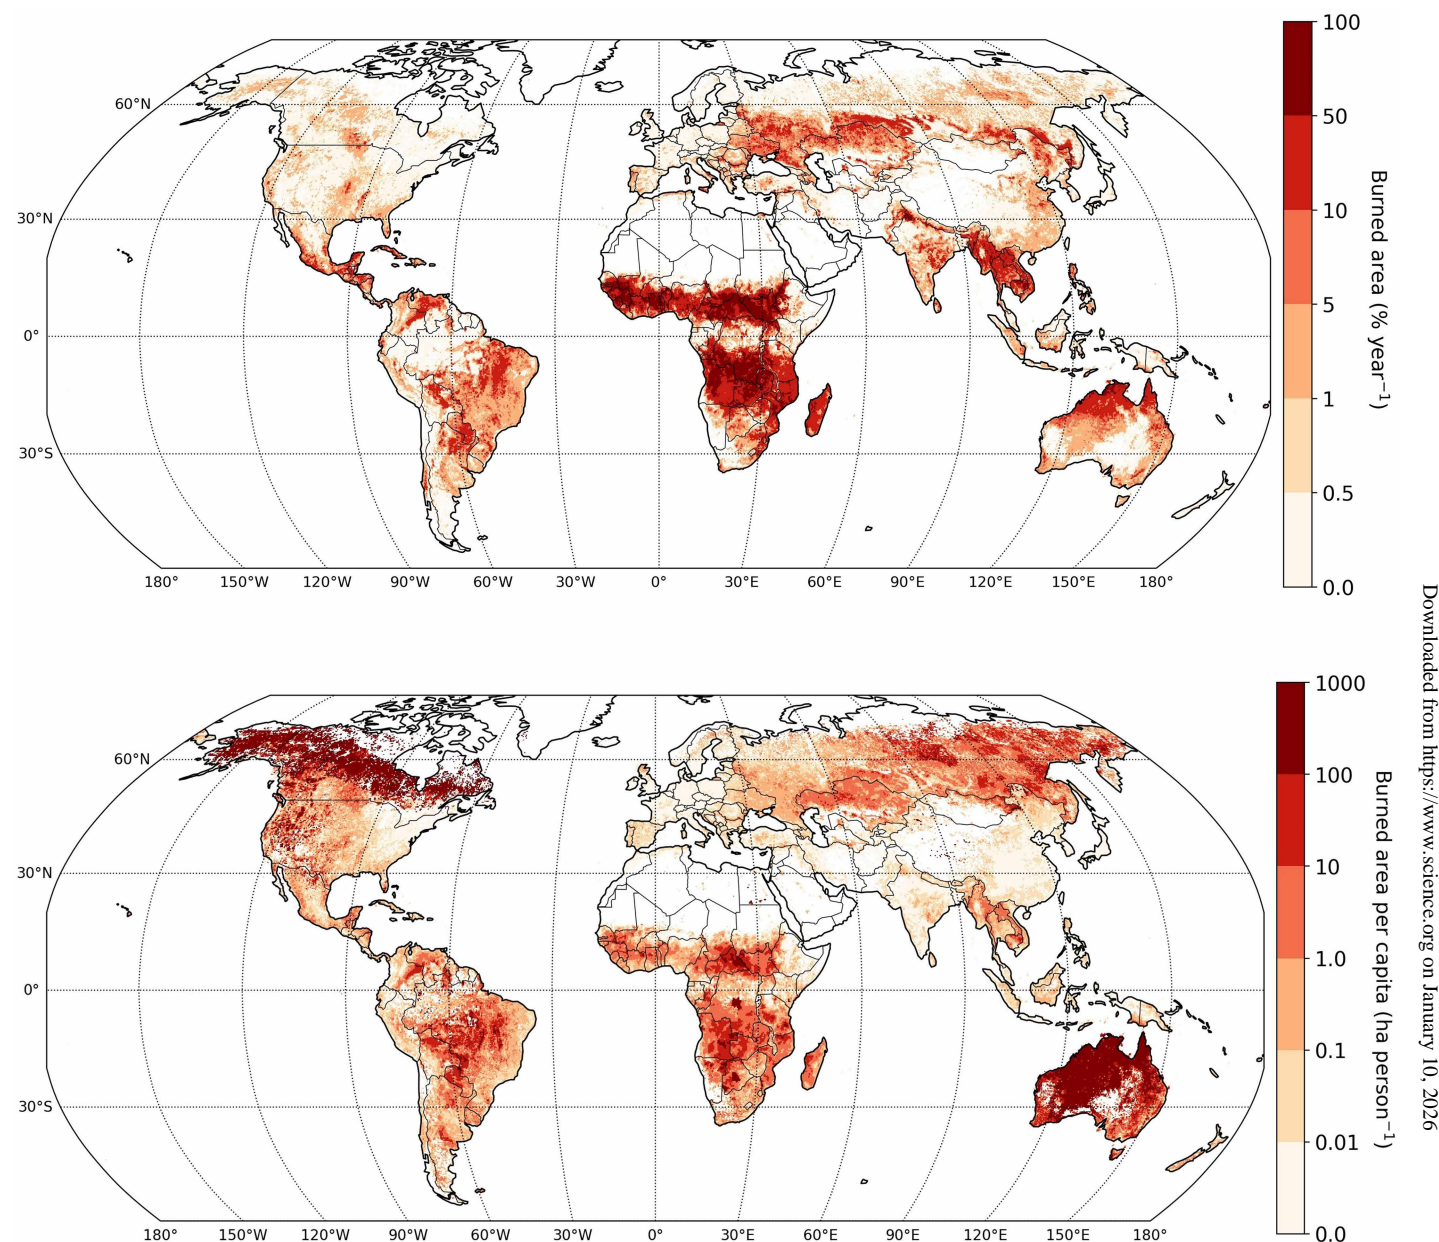 100
50
10
5
1
0.5
0.0
Burned area (% year⁻¹)
60°N
30°N
0°
30°S
180° 150°W 120°W 90°W 60°W 30°W 0° 30°E 60°E 90°E 120°E 150°E 180°
1000
100
10
1.0
0.1
0.01
0.0
Burned area per capita (ha person⁻¹)
60°N
30°N
0°
30°S
180° 150°W 120°W 90°W 60°W 30°W 0° 30°E 60°E 90°E 120°E 150°E 180°
Downloaded from https://www.science.org on January 10, 2026